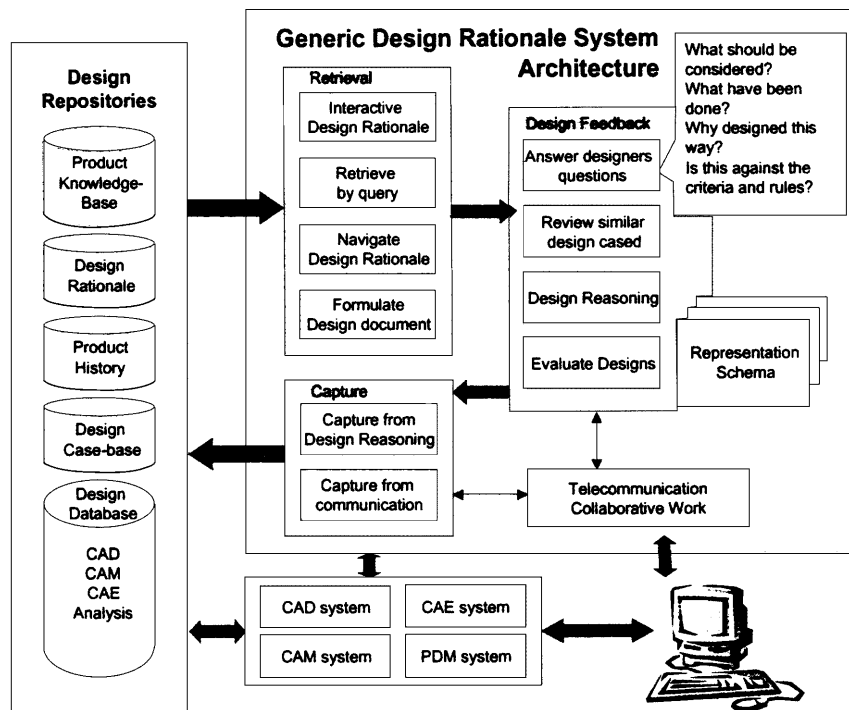 Design
Repositories
Product
Knowledge-
Base
Design
Rationale
Product
History
Design
Case-base
Design
Database
CAD
CAM
CAE
Analysis
Generic Design Rationale System
Architecture
Retrieval
Interactive
Design Rationale
Retrieve
by query
Navigate
Design Rationale
Formulate
Design document
Design Feedback
Answer designers
questions
Review similar
design cased
Design Reasoning
Evaluate Designs
What should be
considered?
What have been
done?
Why designed this
way?
Is this against the
criteria and rules?
Representation
Schema
Capture
Capture from
Design Reasoning
Capture from
communication
Telecommunication
Collaborative Work
CAD system
CAE system
CAM system
PDM system